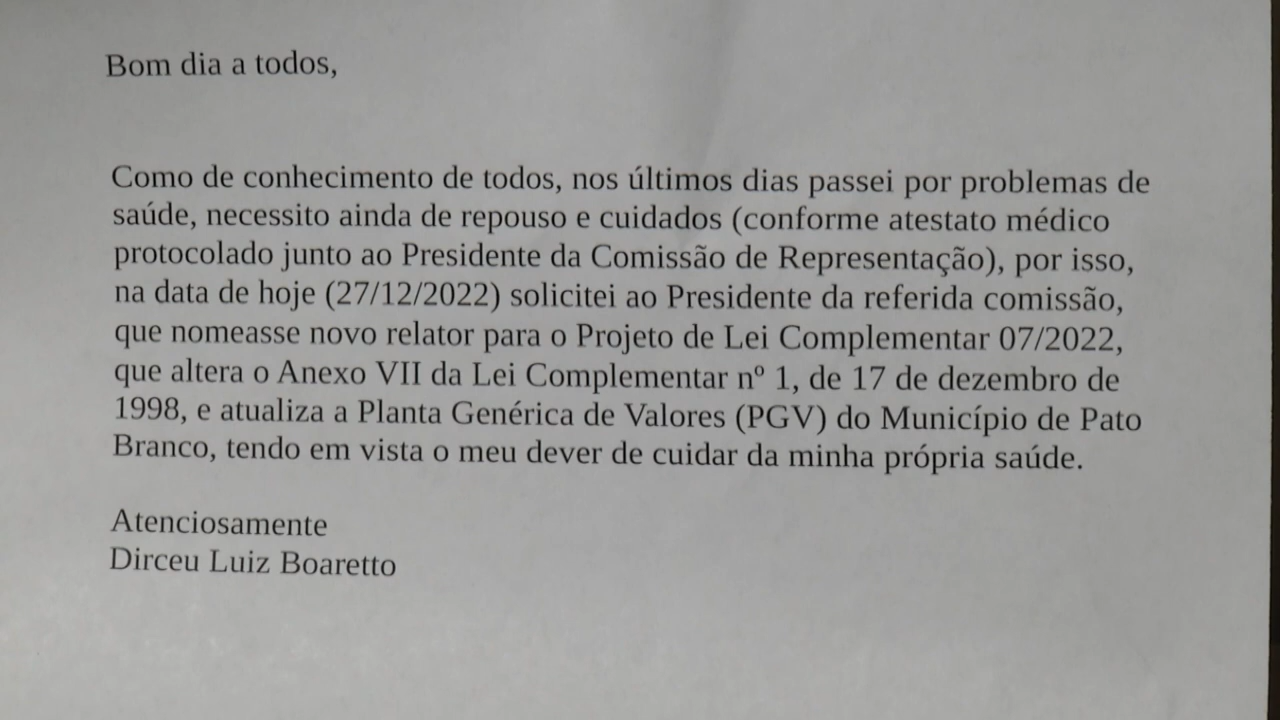 Bom dia a todos,
Como de conhecimento de todos, nos últimos dias passei por problemas de
saúde, necessito ainda de repouso e cuidados (conforme atestato médico
protocolado junto ao Presidente da Comissão de Representação), por isso,
na data de hoje (27/12/2022) solicitei ao Presidente da referida comissão,
que nomeasse novo relator para o Projeto de Lei Complementar 07/2022,
que altera o Anexo VII da Lei Complementar nº 1, de 17 de dezembro de
1998, e atualiza a Planta Genérica de Valores (PGV) do Município de Pato
Branco, tendo em vista o meu dever de cuidar da minha própria saúde.
Atenciosamente
Dirceu Luiz Boaretto